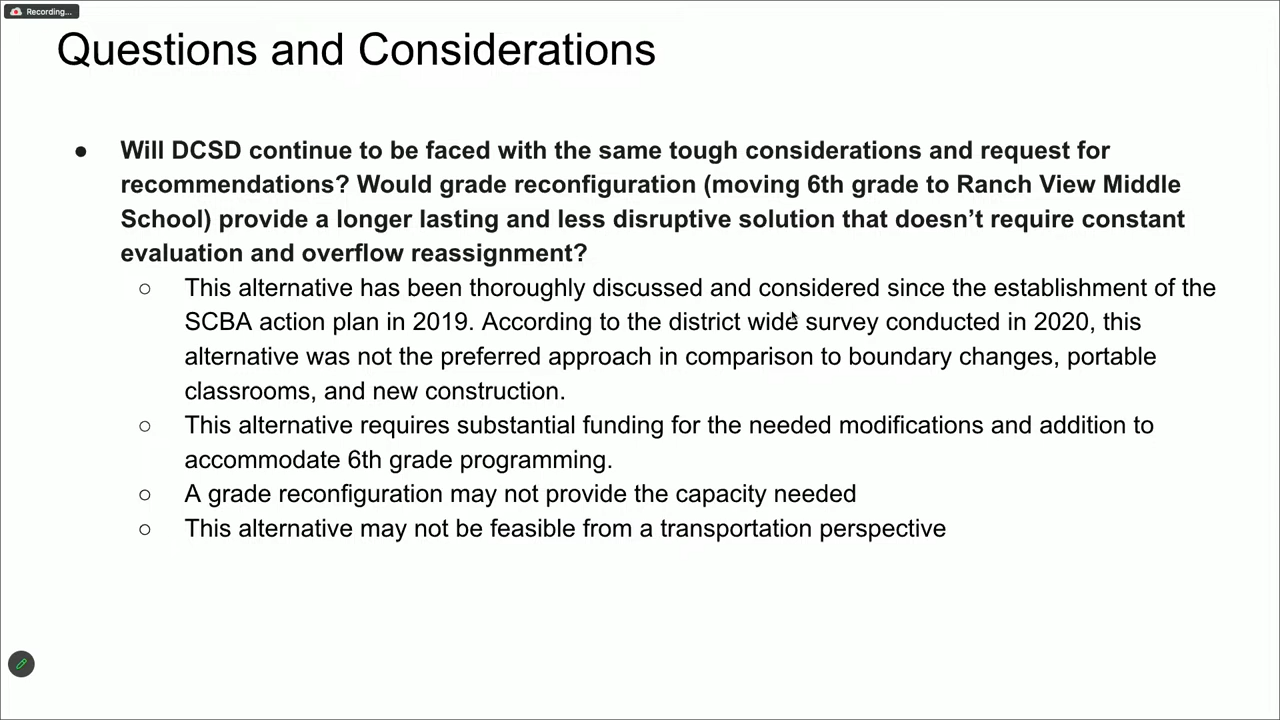 Recording...
Questions and Considerations
● Will DCSD continue to be faced with the same tough considerations and request for
recommendations? Would grade reconfiguration (moving 6th grade to Ranch View Middle
School) provide a longer lasting and less disruptive solution that doesn’t require constant
evaluation and overflow reassignment?
○ This alternative has been thoroughly discussed and considered since the establishment of the
SCBA action plan in 2019. According to the district wide survey conducted in 2020, this
alternative was not the preferred approach in comparison to boundary changes, portable
classrooms, and new construction.
○ This alternative requires substantial funding for the needed modifications and addition to
accommodate 6th grade programming.
○ A grade reconfiguration may not provide the capacity needed
○ This alternative may not be feasible from a transportation perspective